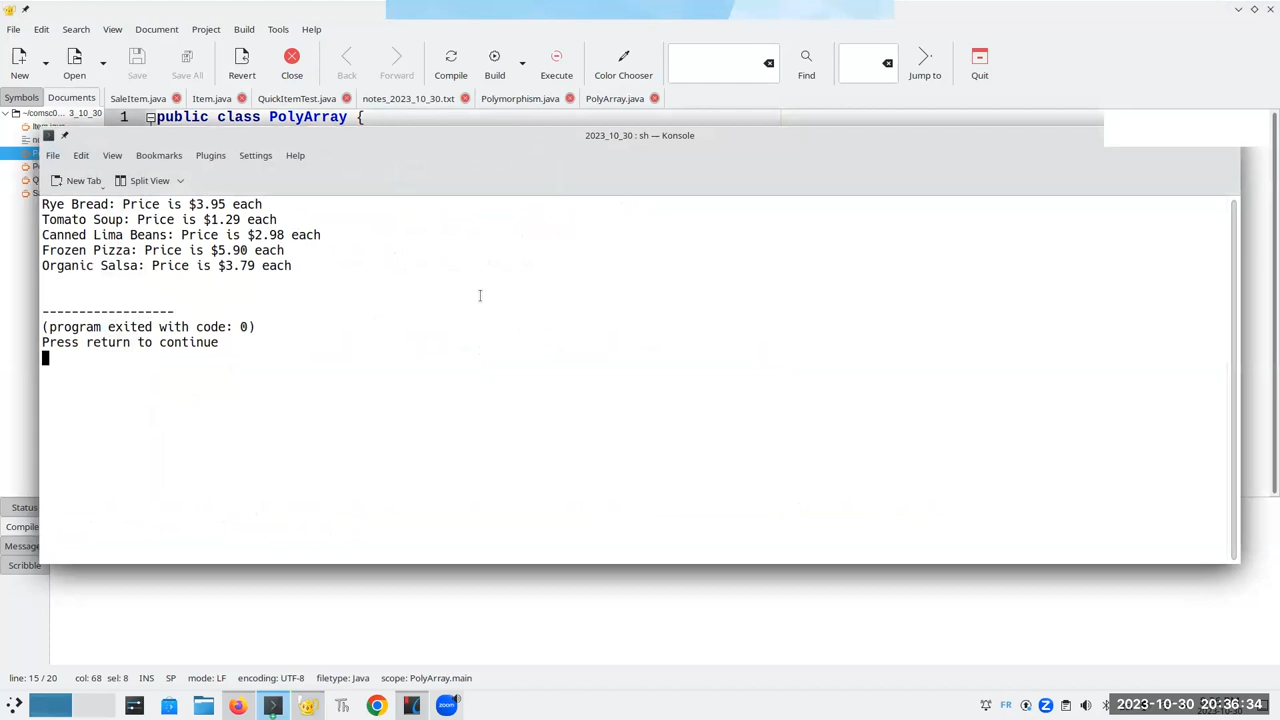 File Edit Search View Document Project Build Tools Help
New Open Save Save All Revert Close Back Forward Compile Build Execute Color Chooser Find Jump to Quit
Symbols Documents SaleItem.java Item.java QuickItemTest.java notes_2023_10_30.txt Polymorphism.java PolyArray.java
~/comsc0... 3_10_30
1 public class PolyArray {
2023_10_30 : sh — Konsole
File Edit View Bookmarks Plugins Settings Help
New Tab Split View
Rye Bread: Price is $3.95 each
Tomato Soup: Price is $1.29 each
Canned Lima Beans: Price is $2.98 each
Frozen Pizza: Price is $5.90 each
Organic Salsa: Price is $3.79 each
------------------
(program exited with code: 0)
Press return to continue
Status
Compile
Message
Scribble
line: 15 / 20 col: 68 sel: 8 INS SP mode: LF encoding: UTF-8 filetype: Java scope: PolyArray.main
Th zoom FR Z 2023-10-30 20:36:34